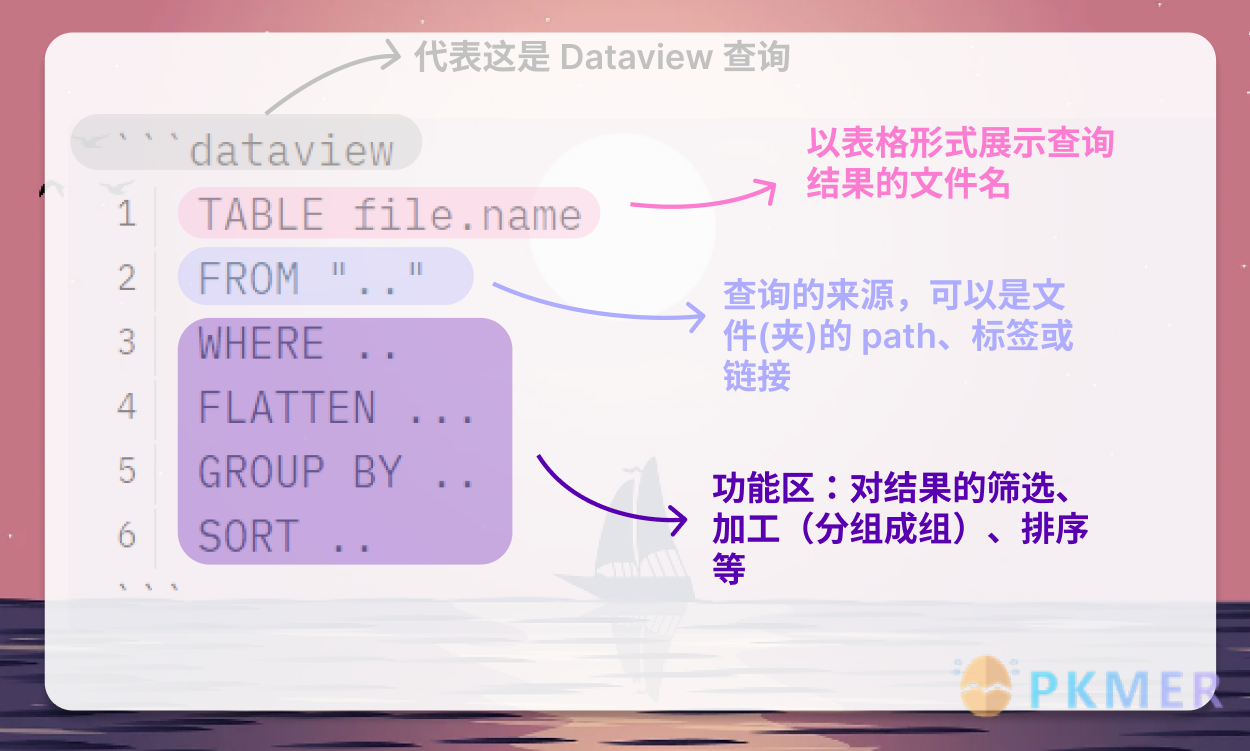 代表这是 Dataview 查询
```dataview
1 TABLE file.name
以表格形式展示查询
结果的文件名
2 FROM ".."
查询的来源，可以是文
件(夹)的 path、标签或
链接
3 WHERE ..
4 FLATTEN ...
5 GROUP BY ..
6 SORT ..
```
功能区：对结果的筛选、
加工（分组成组）、排序
等
PKMER